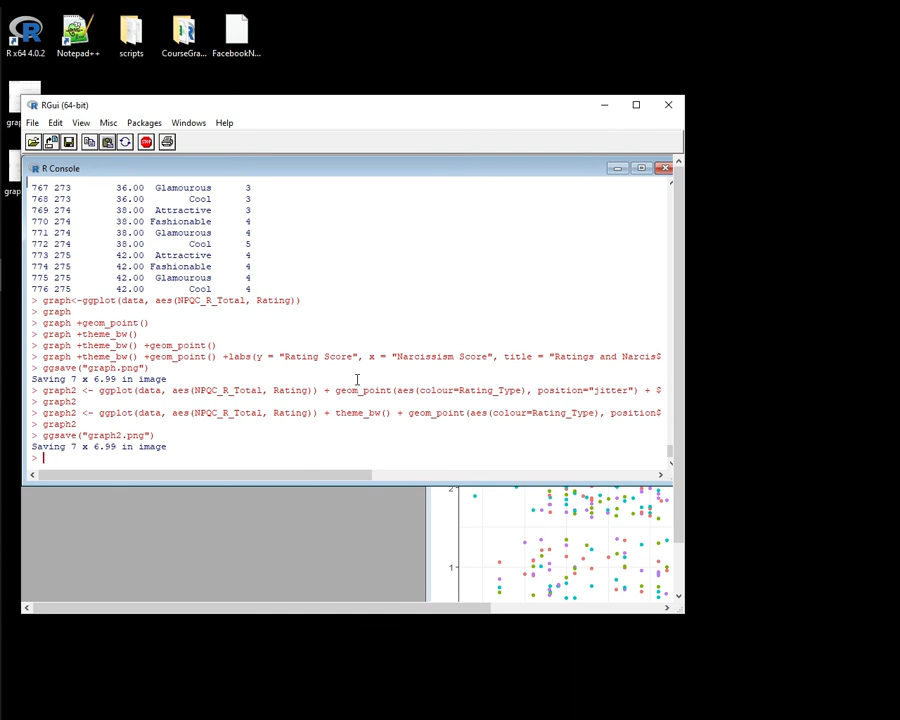 R x64 4.0.2
Notepad++
scripts
CourseGra...
FacebookN...
grap
grap
RGui (64-bit)
File Edit View Misc Packages Windows Help
STOP
R Console
767 273 36.00 Glamourous 3
768 273 36.00 Cool 3
769 274 38.00 Attractive 3
770 274 38.00 Fashionable 4
771 274 38.00 Glamourous 4
772 274 38.00 Cool 5
773 275 42.00 Attractive 4
774 275 42.00 Fashionable 4
775 275 42.00 Glamourous 4
776 275 42.00 Cool 4
> graph<-ggplot(data, aes(NPQC_R_Total, Rating))
> graph
> graph +geom_point()
> graph +theme_bw()
> graph +theme_bw() +geom_point()
> graph +theme_bw() +geom_point() +labs(y = "Rating Score", x = "Narcissism Score", title = "Ratings and Narcis$
> ggsave("graph.png")
Saving 7 x 6.99 in image
> graph2 <- ggplot(data, aes(NPQC_R_Total, Rating)) + geom_point(aes(colour=Rating_Type), position="jitter") + $
> graph2
> graph2 <- ggplot(data, aes(NPQC_R_Total, Rating)) + theme_bw() + geom_point(aes(colour=Rating_Type), position$
> graph2
> ggsave("graph2.png")
Saving 7 x 6.99 in image
>
2
1